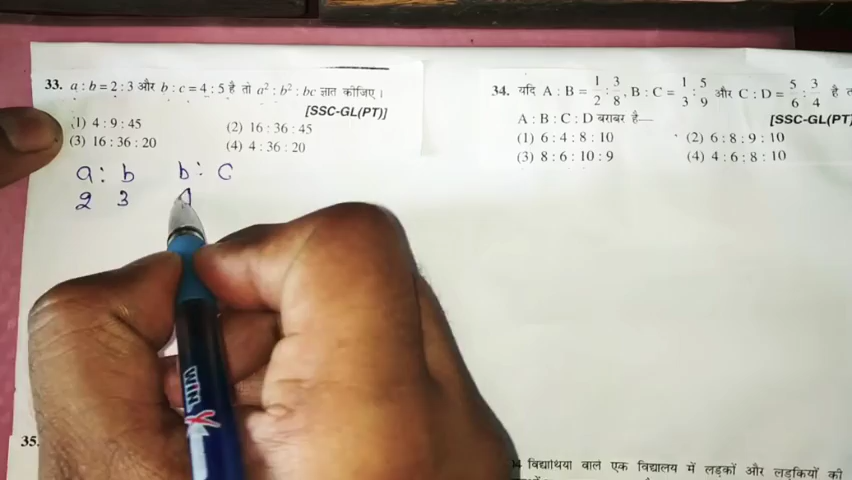 33. a : b = 2 : 3 और b : c = 4 : 5 है तो a² : b² : bc ज्ञात कीजिए।
[SSC-GL(PT)]
(1) 4 : 9 : 45 (2) 16 : 36 : 45
(3) 16 : 36 : 20 (4) 4 : 36 : 20
a : b b : c
2 3
34. यदि A : B = 1/2 : 3/8, B : C = 1/3 : 5/9 और C : D = 5/6 : 3/4 है
A : B : C : D बराबर है—
[SSC-GL(PT)
(1) 6 : 4 : 8 : 10 (2) 6 : 8 : 9 : 10
(3) 8 : 6 : 10 : 9 (4) 4 : 6 : 8 : 10
35.
विद्यार्थियों वाले एक विद्यालय में लड़कों और लड़कियों की
WIN